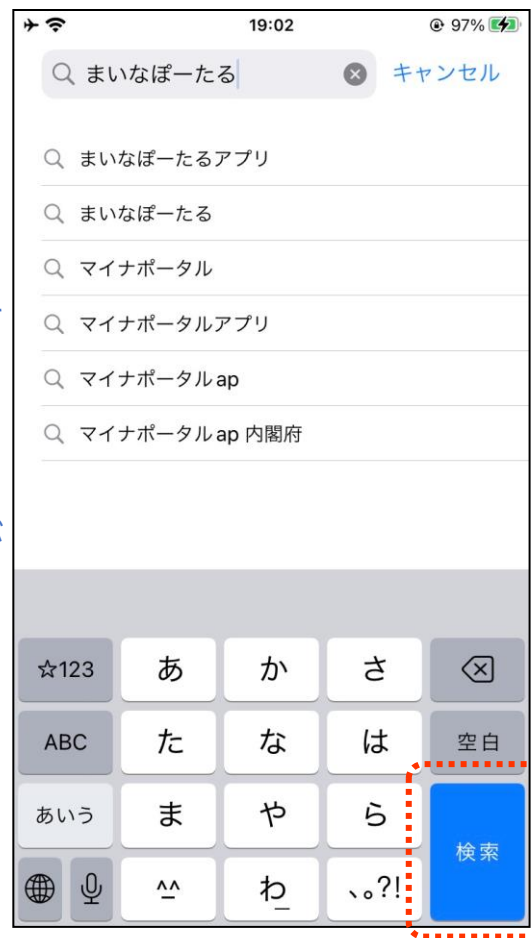 19:02
97%
まいなぽーたる
キャンセル
まいなぽーたるアプリ
まいなぽーたる
マイナポータル
マイナポータルアプリ
マイナポータル ap
マイナポータル ap 内閣府
☆123 あ か さ
ABC た な は 空白
あいう ま や ら 検索
^_^ わ_ 、。?!